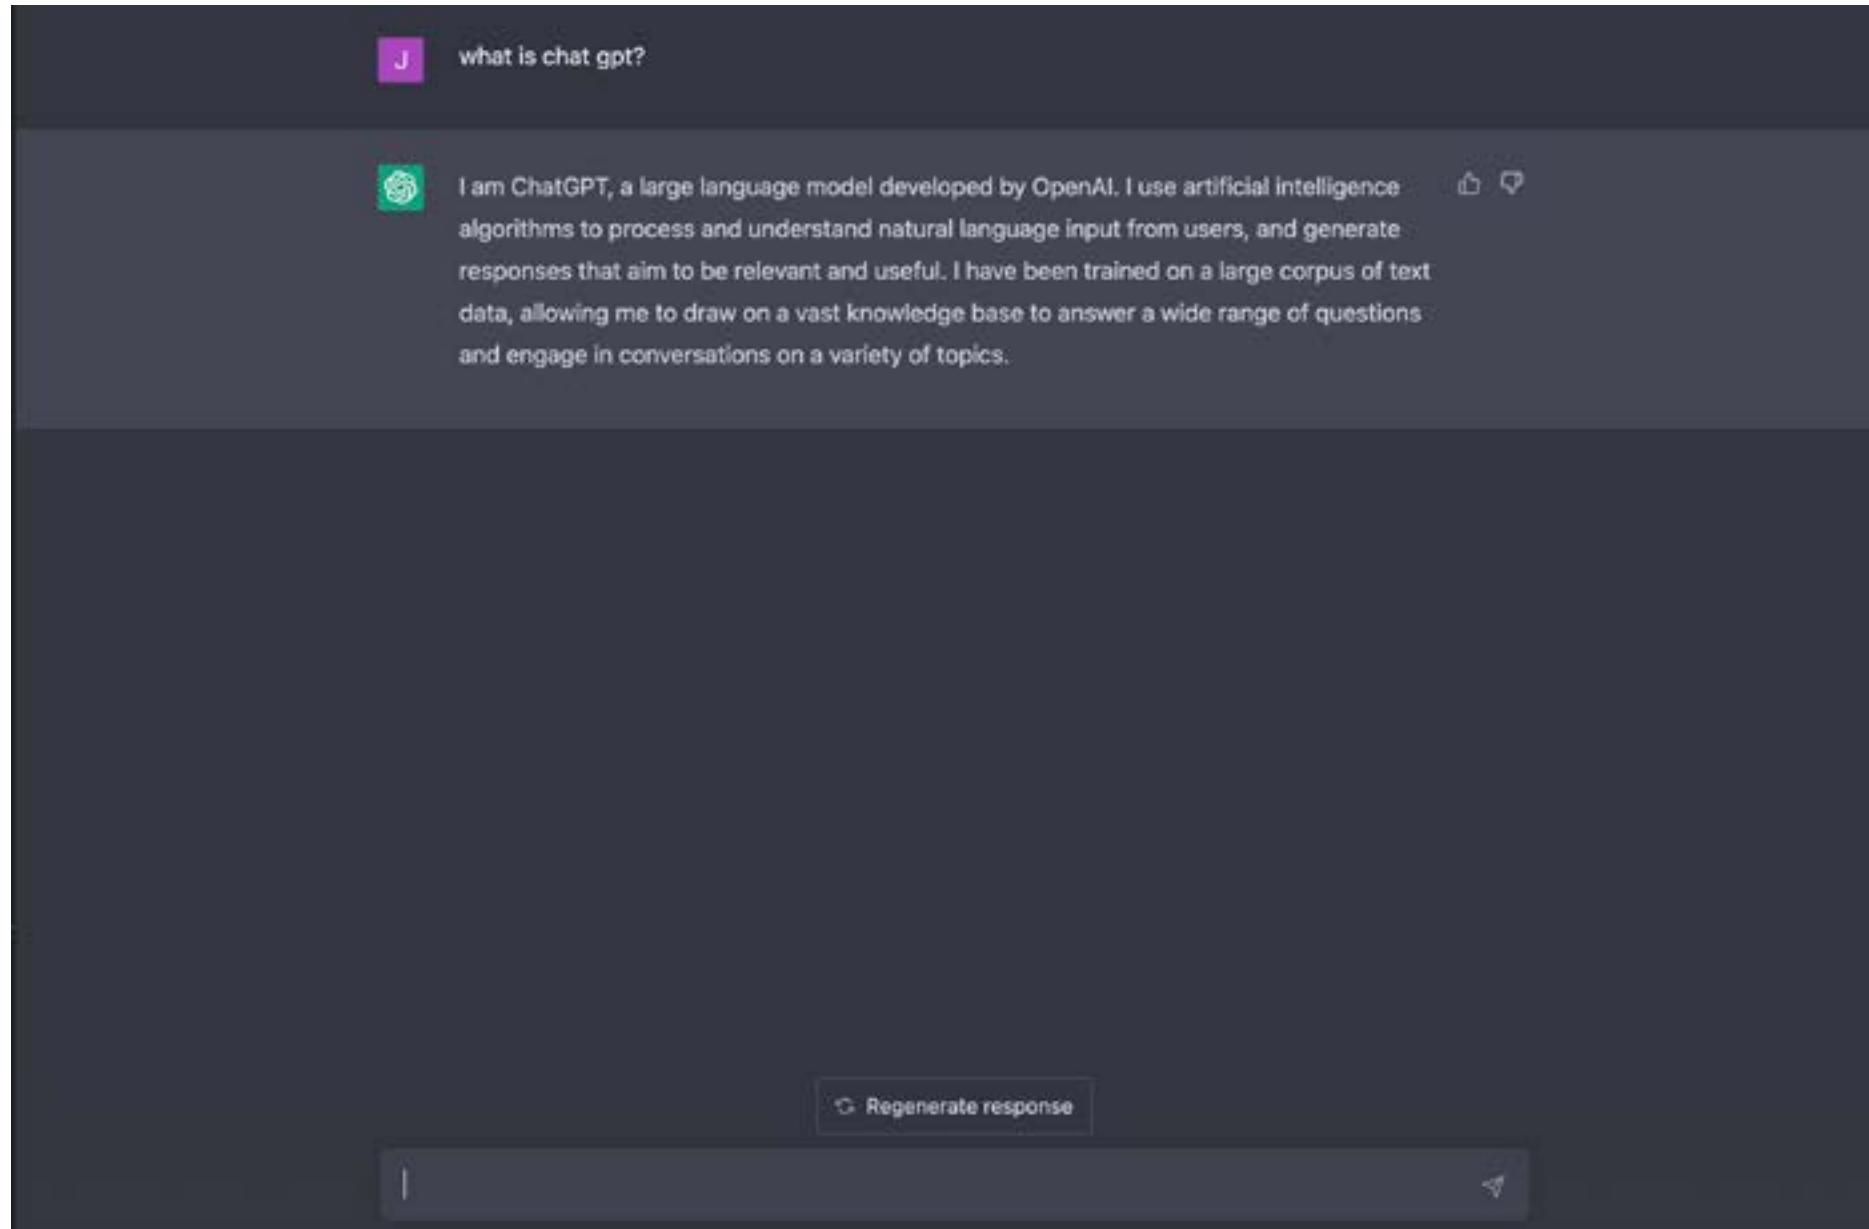 J
what is chat gpt?
I am ChatGPT, a large language model developed by OpenAI. I use artificial intelligence
algorithms to process and understand natural language input from users, and generate
responses that aim to be relevant and useful. I have been trained on a large corpus of text
data, allowing me to draw on a vast knowledge base to answer a wide range of questions
and engage in conversations on a variety of topics.
Regenerate response